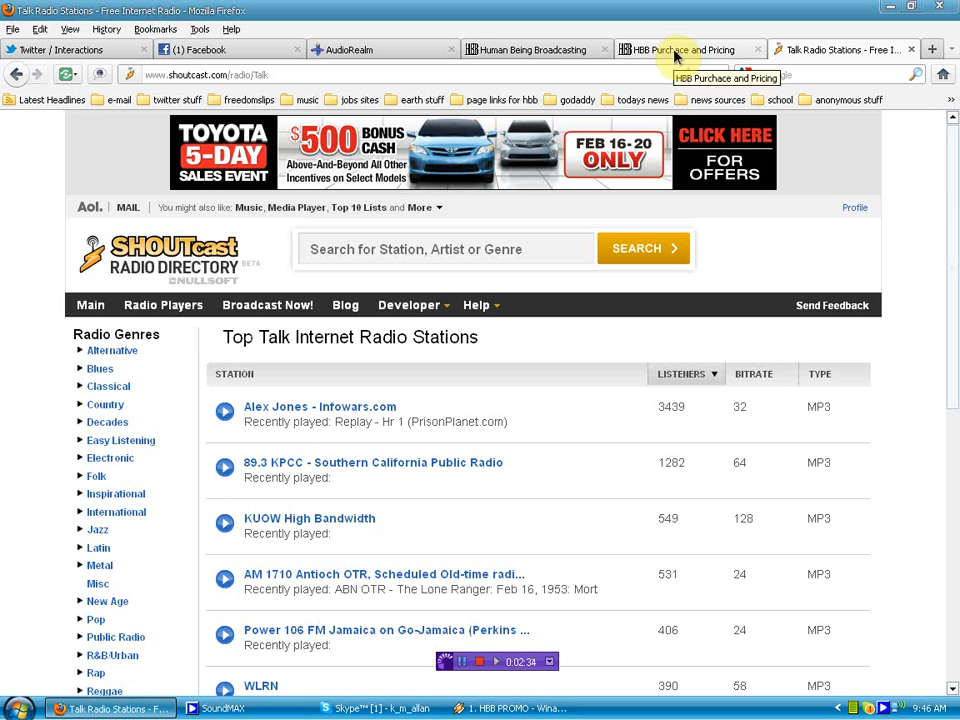 Talk Radio Stations - Free Internet Radio - Mozilla Firefox
File Edit View History Bookmarks Tools Help
Twitter / Interactions (1) Facebook AudioRealm Human Being Broadcasting HBB Purchace and Pricing Talk Radio Stations - Free I...
www.shoutcast.com/radio/Talk
HBB Purchace and Pricing
Latest Headlines e-mail twitter stuff freedomslips music jobs sites earth stuff page links for hbb godaddy todays news news sources school anonymous stuff »
TOYOTA 5-DAY SALES EVENT
$500 BONUS CASH
Above-And-Beyond All Other Incentives on Select Models
FEB 16-20 ONLY
CLICK HERE FOR OFFERS
Aol. | MAIL | You might also like: Music, Media Player, Top 10 Lists and More Profile
SHOUTcast
RADIO DIRECTORY BETA
NULLSOFT
Search for Station, Artist or Genre SEARCH
Main Radio Players Broadcast Now! Blog Developer Help Send Feedback
Radio Genres
Alternative
Blues
Classical
Country
Decades
Easy Listening
Electronic
Folk
Inspirational
International
Jazz
Latin
Metal
Misc
New Age
Pop
Public Radio
R&B/Urban
Rap
Reggae
Top Talk Internet Radio Stations
STATION LISTENERS BITRATE TYPE
Alex Jones - Infowars.com 3439 32 MP3
Recently played: Replay - Hr 1 (PrisonPlanet.com)
89.3 KPCC - Southern California Public Radio 1282 64 MP3
Recently played:
KUOW High Bandwidth 549 128 MP3
Recently played:
AM 1710 Antioch OTR, Scheduled Old-time radi... 531 24 MP3
Recently played: ABN OTR - The Lone Ranger: Feb 16, 1953: Mort
Power 106 FM Jamaica on Go-Jamaica (Perkins ... 406 24 MP3
Recently played:
WLRN 390 58 MP3
0:02:34
Talk Radio Stations - F... SoundMAX Skype™ [1] - k_m_allan 1. HBB PROMO - Wina... 9:46 AM